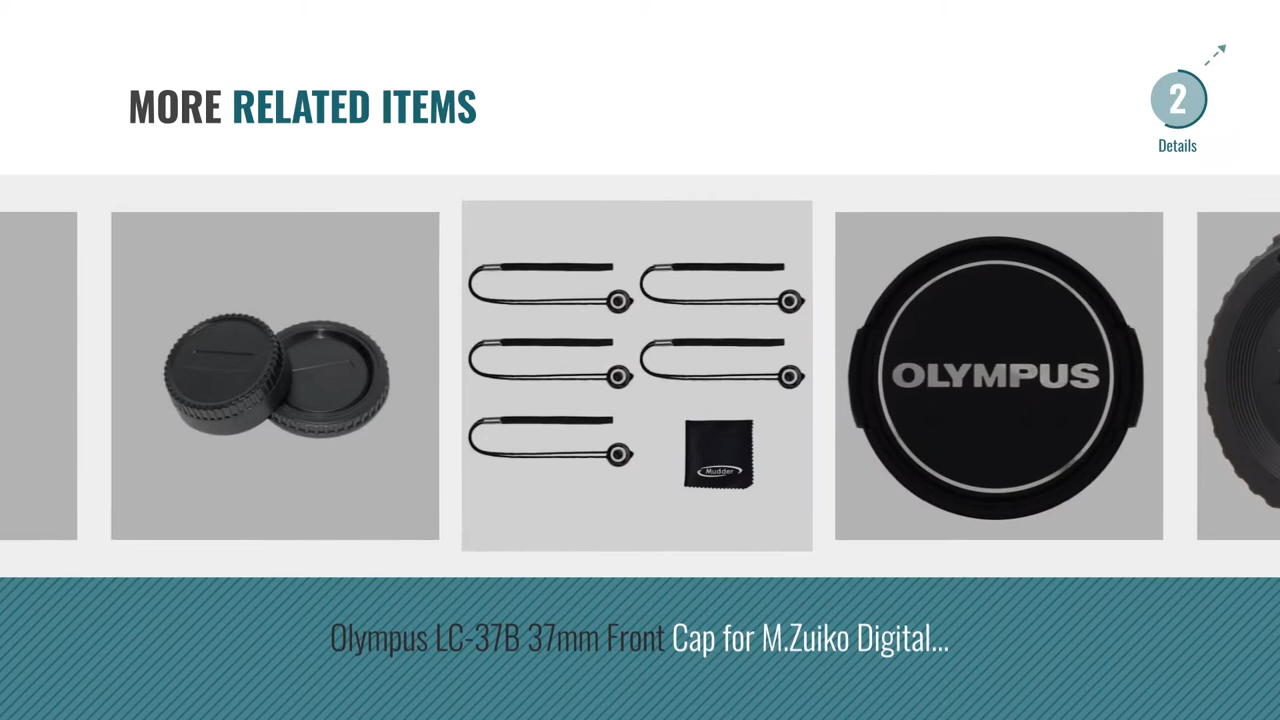 MORE RELATED ITEMS
2
Details
OLYMPUS
Mudder
Olympus LC-37B 37mm Front Cap for M.Zuiko Digital...